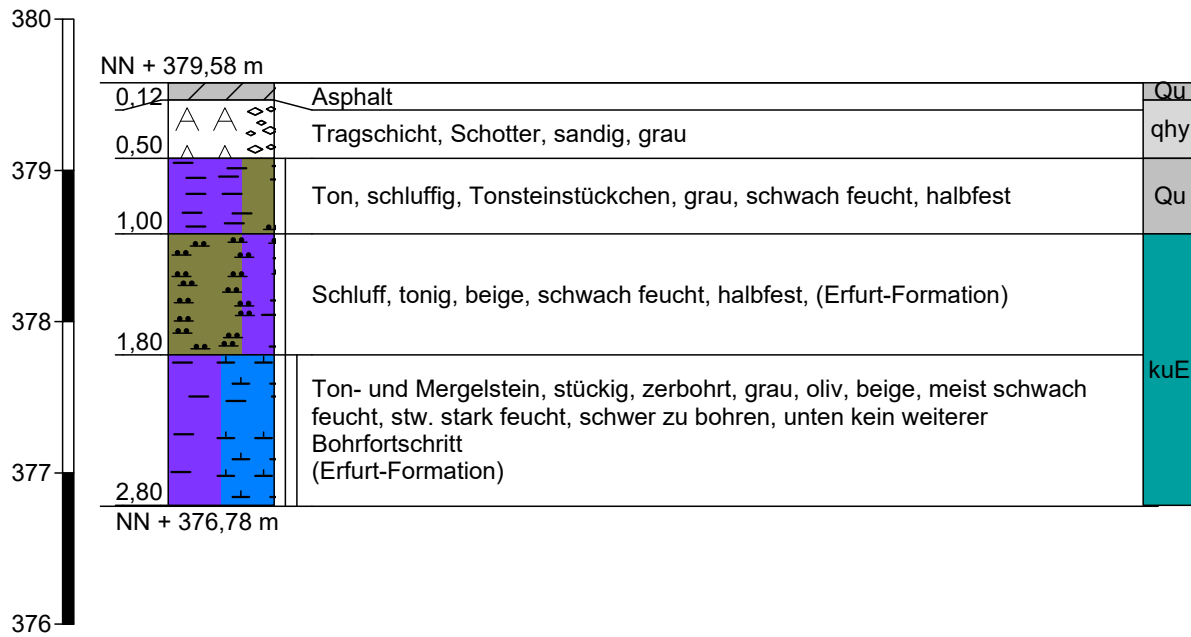 380
NN + 379,58 m
0,12 Asphalt Qu
Tragschicht, Schotter, sandig, grau qhy
0,50
379
Ton, schluffig, Tonsteinstückchen, grau, schwach feucht, halbfest Qu
1,00
Schluff, tonig, beige, schwach feucht, halbfest, (Erfurt-Formation)
378
1,80
kuE
Ton- und Mergelstein, stückig, zerbohrt, grau, oliv, beige, meist schwach
feucht, stw. stark feucht, schwer zu bohren, unten kein weiterer
Bohrfortschritt
(Erfurt-Formation)
377
2,80
NN + 376,78 m
376